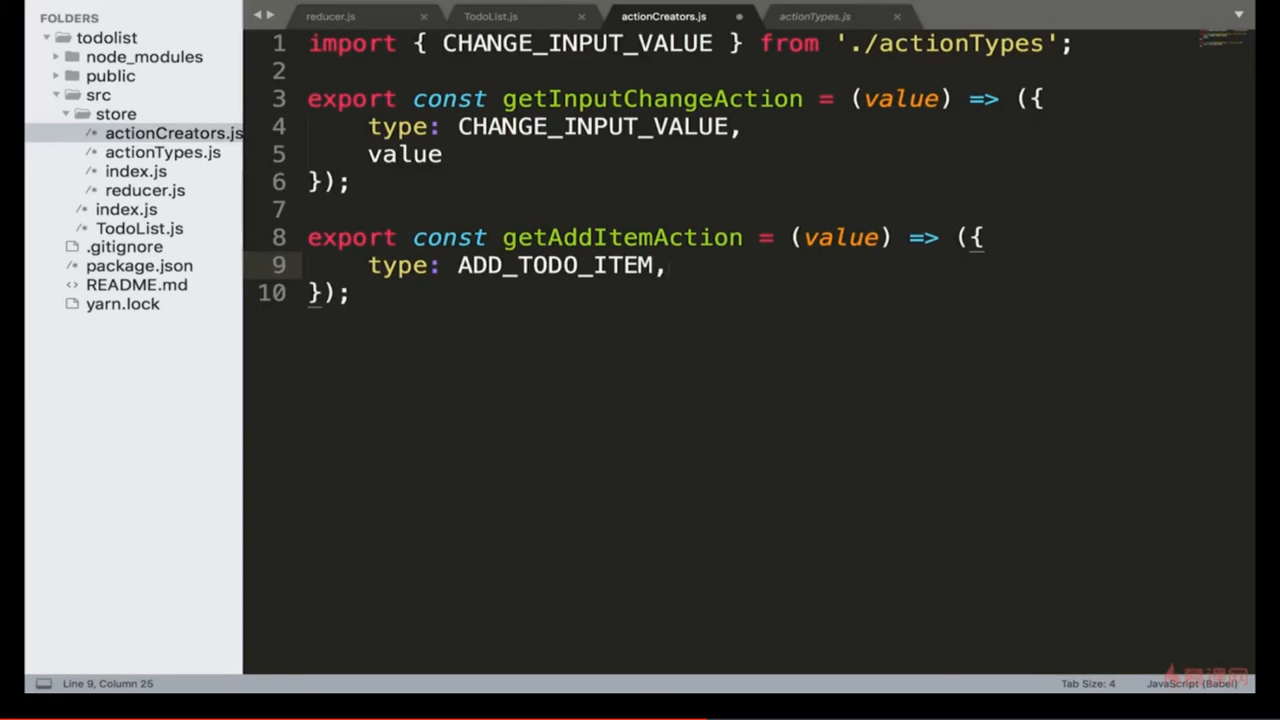 FOLDERS
todolist
node_modules
public
src
store
actionCreators.js
actionTypes.js
index.js
reducer.js
index.js
TodoList.js
.gitignore
package.json
README.md
yarn.lock
reducer.js
TodoList.js
actionCreators.js
actionTypes.js
1 import { CHANGE_INPUT_VALUE } from './actionTypes';
2
3 export const getInputChangeAction = (value) => ({
4     type: CHANGE_INPUT_VALUE,
5     value
6 });
7
8 export const getAddItemAction = (value) => ({
9     type: ADD_TODO_ITEM,
10 });
Line 9, Column 25
Tab Size: 4
JavaScript (Babel)
慕课网